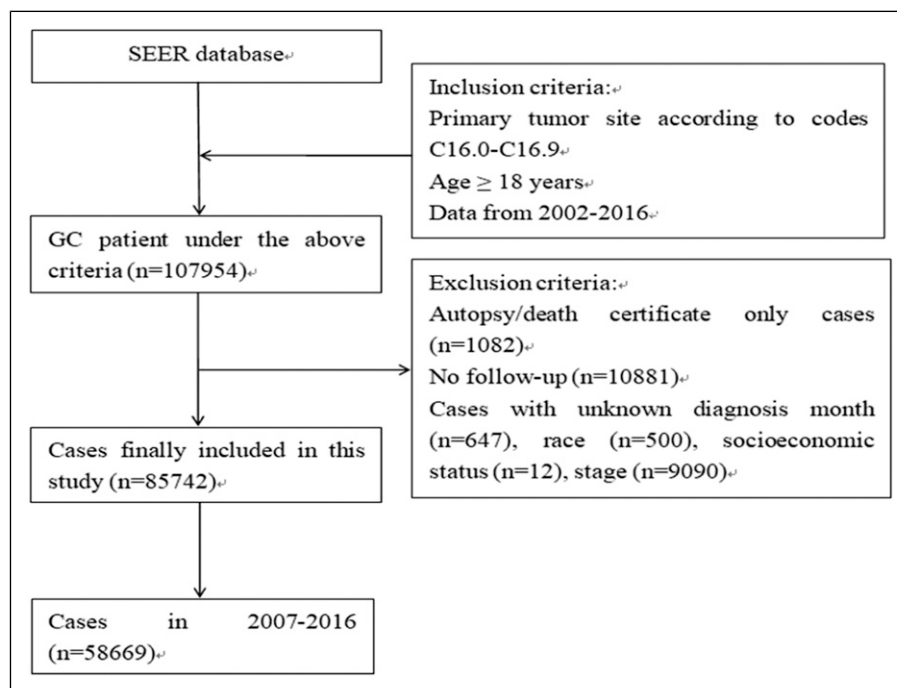 SEER database
Inclusion criteria:
Primary tumor site according to codes
C16.0-C16.9
Age ≥ 18 years
Data from 2002-2016
GC patient under the above
criteria (n=107954)
Exclusion criteria:
Autopsy/death certificate only cases
(n=1082)
No follow-up (n=10881)
Cases with unknown diagnosis month
(n=647), race (n=500), socioeconomic
status (n=12), stage (n=9090)
Cases finally included in this
study (n=85742)
Cases in 2007-2016
(n=58669)